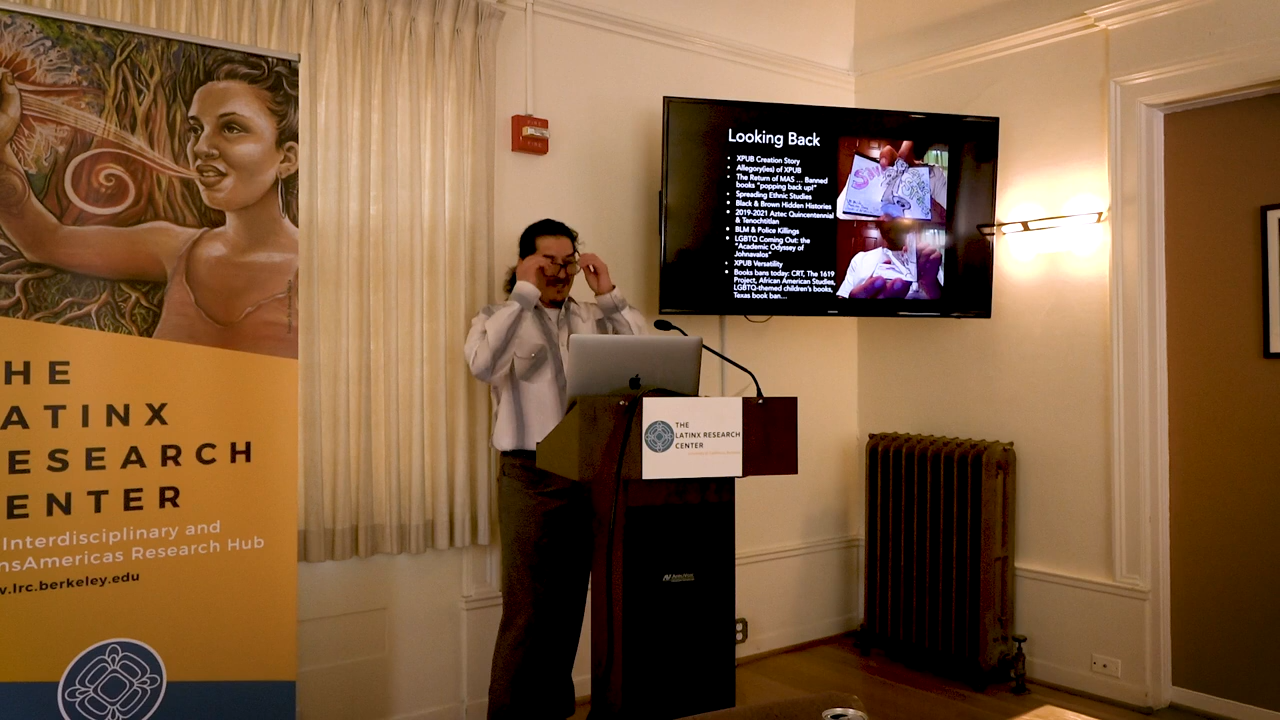 HE
ATINX
ESEARCH
ENTER
Interdisciplinary and
nsAmericas Research Hub
v.lrc.berkeley.edu
FIRE
Looking Back
• XPUB Creation Story
• Allegory(ies) of XPUB
• The Return of MAS ... Banned
books "popping back up!"
• Spreading Ethnic Studies
• Black & Brown Hidden Histories
• 2019-2021 Aztec Quincentennial
& Tenochtitlan
• BLM & Police Killings
• LGBTQ Coming Out: the
"Academic Odyssey of
Johnavalos"
• XPUB Versatility
• Books bans today: CRT, The 1619
Project, African American Studies,
LGBTQ-themed children's books,
Texas book ban...
THE
LATINX RESEARCH
CENTER